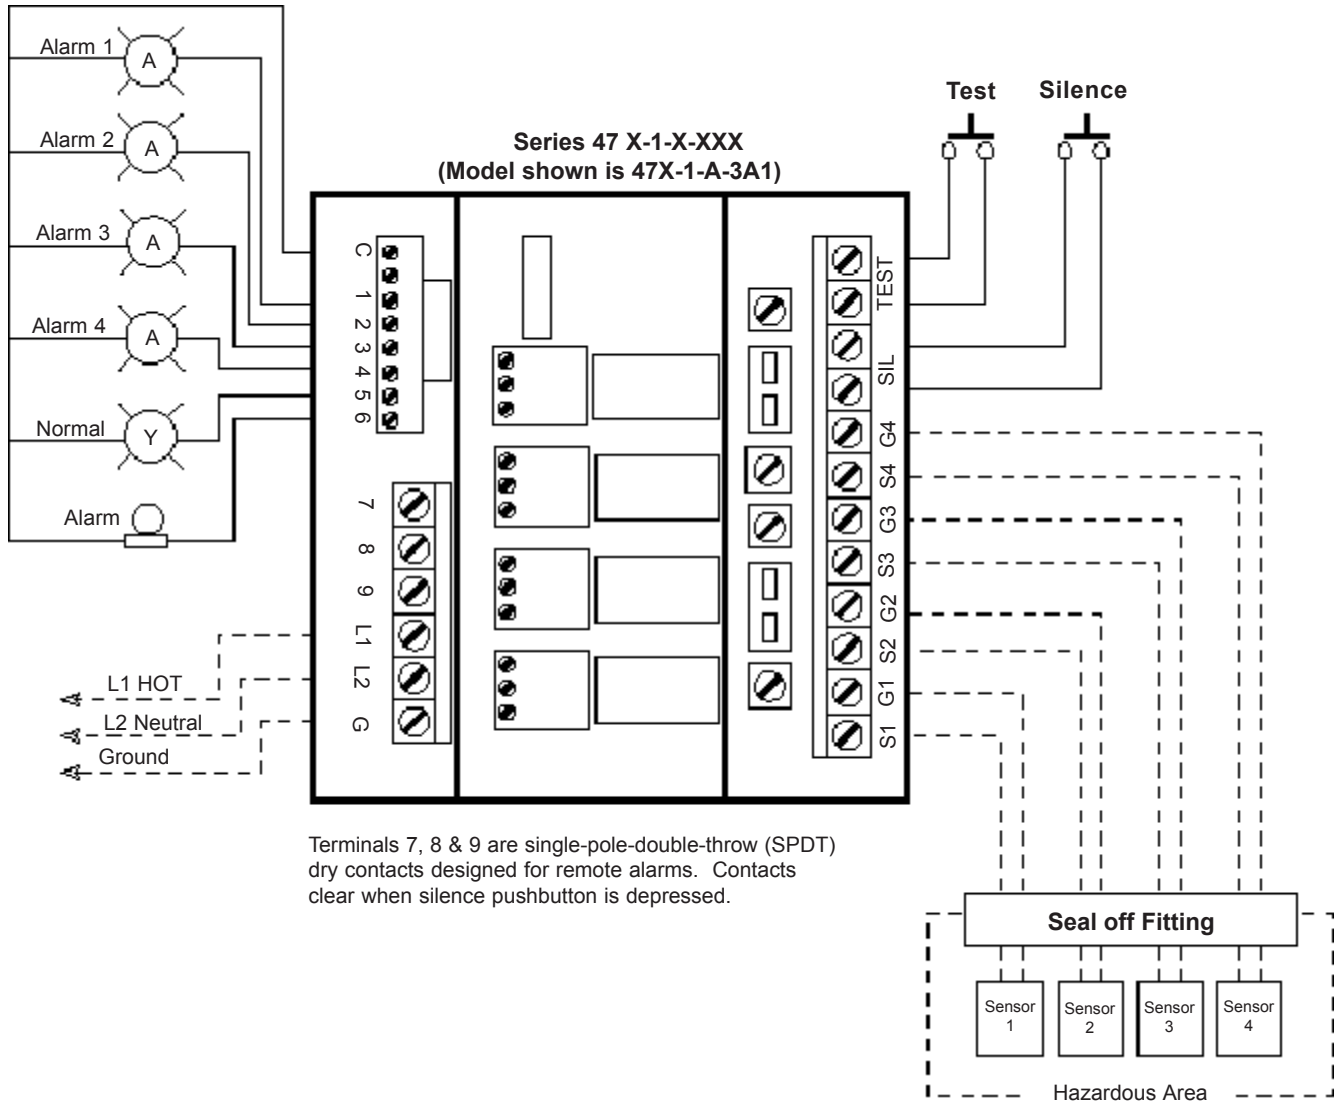 Alarm 1
A
Alarm 2
A
Alarm 3
A
Alarm 4
A
Normal
Y
Alarm
L1 HOT
L2 Neutral
Ground
Series 47 X-1-X-XXX
(Model shown is 47X-1-A-3A1)
Test
Silence
C
1
2
3
4
5
6
7
8
9
L1
L2
G
TEST
SIL
G4
S4
G3
S3
G2
S2
G1
S1
Terminals 7, 8 & 9 are single-pole-double-throw (SPDT)
dry contacts designed for remote alarms. Contacts
clear when silence pushbutton is depressed.
Seal off Fitting
Sensor
1
Sensor
2
Sensor
3
Sensor
4
Hazardous Area